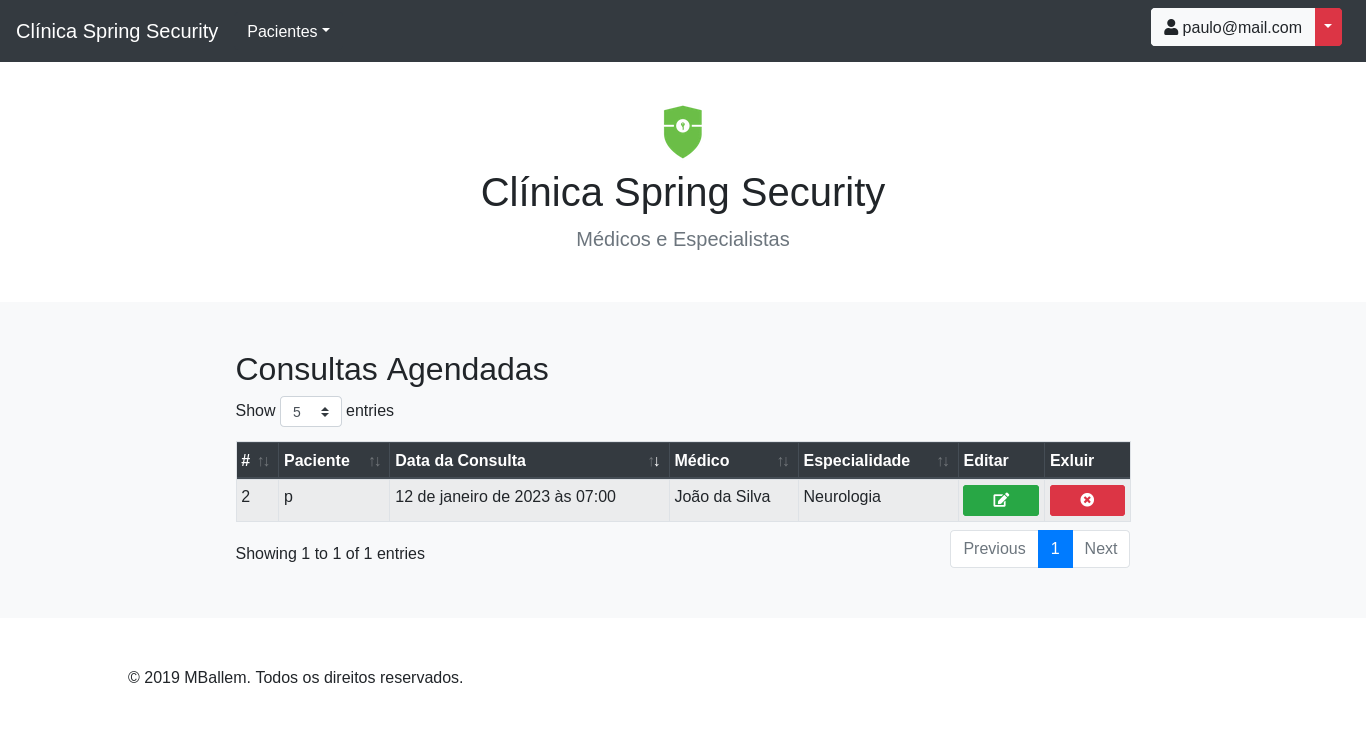 Clínica Spring Security Pacientes paulo@mail.com
Clínica Spring Security
Médicos e Especialistas
Consultas Agendadas
Show 5 entries
# Paciente Data da Consulta Médico Especialidade Editar Exluir
2 p 12 de janeiro de 2023 às 07:00 João da Silva Neurologia
Showing 1 to 1 of 1 entries Previous 1 Next
© 2019 MBallem. Todos os direitos reservados.